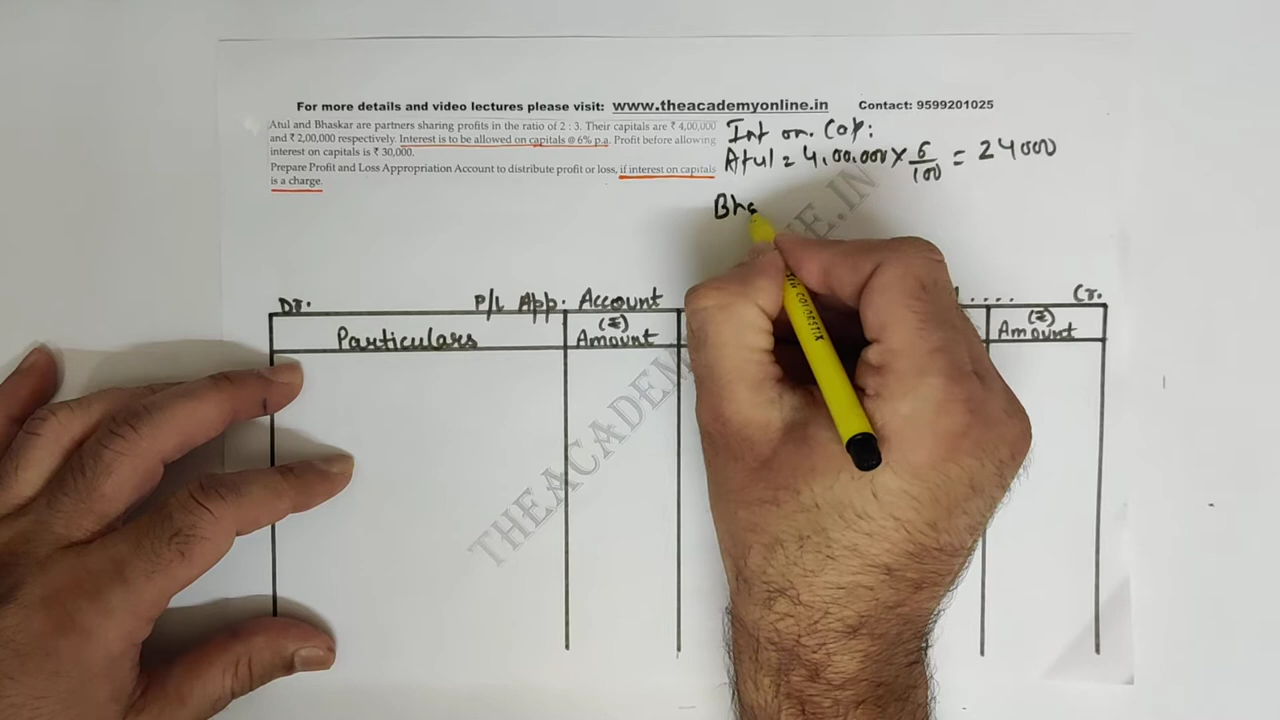 For more details and video lectures please visit: www.theacademyonline.in Contact: 9599201025
Atul and Bhaskar are partners sharing profits in the ratio of 2 : 3. Their capitals are ₹ 4,00,000
and ₹ 2,00,000 respectively. Interest is to be allowed on capitals @ 6% p.a. Profit before allowing
interest on capitals is ₹ 30,000.
Prepare Profit and Loss Appropriation Account to distribute profit or loss, if interest on capitals
is a charge.
Int on. Cap:
Atul = 4,00,000 × 6/100 = 24000
Bha
Dr. P/L App. Account .... Cr.
Particulars (₹) Amount (₹) Amount
THEACADEM NE.IN